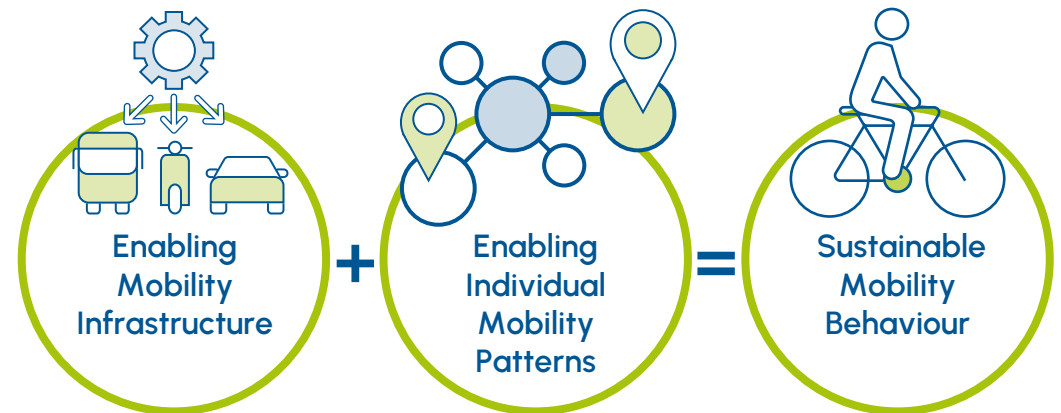 Enabling
Mobility
Infrastructure
+
Enabling
Individual
Mobility
Patterns
=
Sustainable
Mobility
Behaviour